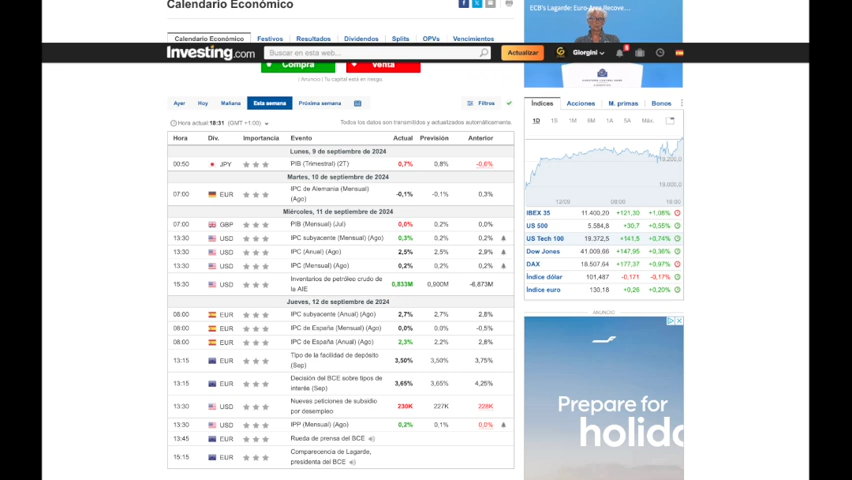 Calendario Económico
ECB's Lagarde: Euro-Area Recove...
Calendario Económico Festivos Resultados Dividendos Splits OPVs Vencimientos
Investing.com Buscar en esta web... Actualizar Giorgini
Compra Venta
¡Anuncio! Tu capital está en riesgo.
Ayer Hoy Mañana Esta semana Próxima semana Filtros
Hora actual: 18:31 (GMT +1:00) Todos los datos son transmitidos y actualizados automáticamente.
Hora Div. Importancia Evento Actual Previsión Anterior
Lunes, 9 de septiembre de 2024
00:50 JPY PIB (Trimestral) (2T) 0,7% 0,8% -0,6%
Martes, 10 de septiembre de 2024
07:00 EUR IPC de Alemania (Mensual) (Ago) -0,1% -0,1% 0,3%
Miércoles, 11 de septiembre de 2024
07:00 GBP PIB (Mensual) (Jul) 0,0% 0,2% 0,0%
13:30 USD IPC subyacente (Mensual) (Ago) 0,3% 0,2% 0,2%
13:30 USD IPC (Anual) (Ago) 2,5% 2,5% 2,9%
13:30 USD IPC (Mensual) (Ago) 0,2% 0,2% 0,2%
15:30 USD Inventarios de petróleo crudo de la AIE 0,833M 0,900M -6,873M
Jueves, 12 de septiembre de 2024
08:00 EUR IPC subyacente (Anual) (Ago) 2,7% 2,7% 2,8%
08:00 EUR IPC de España (Mensual) (Ago) 0,0% 0,0% -0,5%
08:00 EUR IPC de España (Anual) (Ago) 2,3% 2,2% 2,8%
13:15 EUR Tipo de la facilidad de depósito (Sep) 3,50% 3,50% 3,75%
13:15 EUR Decisión del BCE sobre tipos de interés (Sep) 3,65% 3,65% 4,25%
13:30 USD Nuevas peticiones de subsidio por desempleo 230K 227K 228K
13:30 USD IPP (Mensual) (Ago) 0,2% 0,1% 0,0%
13:45 EUR Rueda de prensa del BCE
15:15 EUR Comparecencia de Lagarde, presidenta del BCE
Índices Acciones M. primas Bonos
1D 1S 1M 6M 1A 5A Máx.
19.200,0
12/09 08:00 16:00
IBEX 35 11.400,20 +121,30 +1,08%
US 500 5.584,8 +30,7 +0,55%
US Tech 100 19.372,5 +141,5 +0,74%
Dow Jones 41.009,66 +147,95 +0,36%
DAX 18.507,64 +177,37 +0,97%
Índice dólar 101,487 -0,171 -0,17%
Índice euro 130,18 +0,26 +0,20%
ANUNCIO
Prepare for
holid